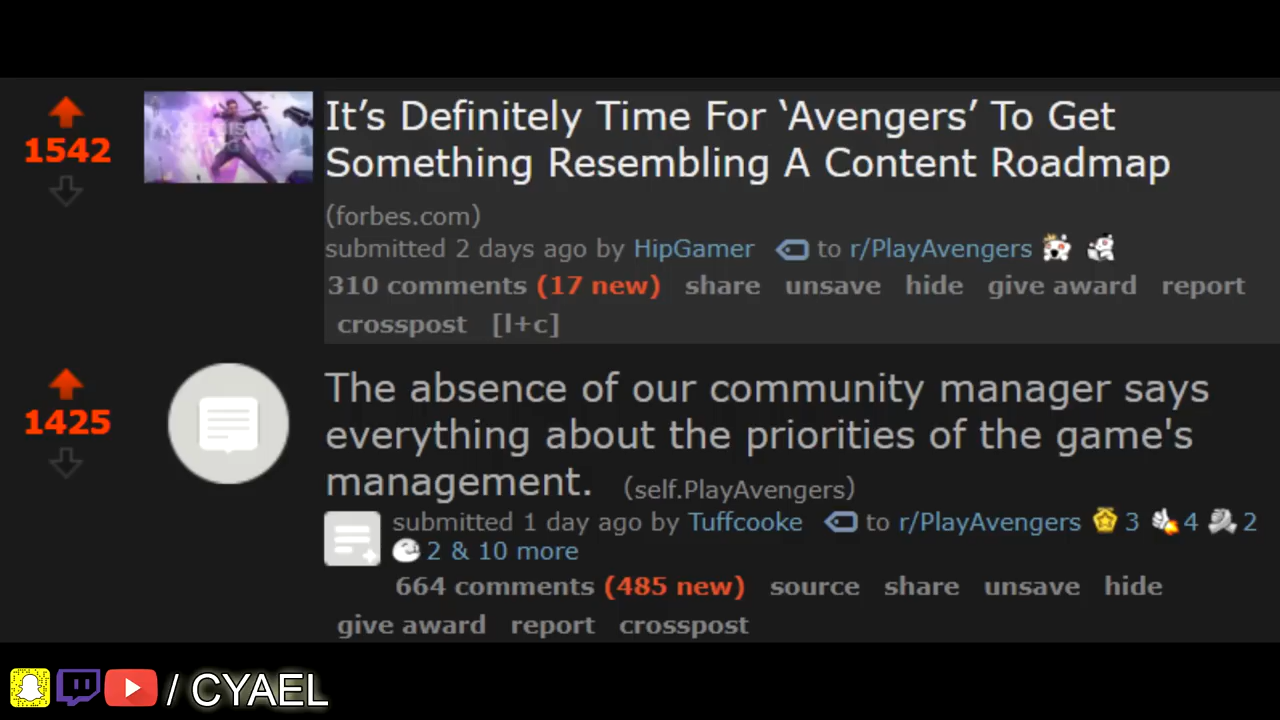 1542
It’s Definitely Time For ‘Avengers’ To Get
Something Resembling A Content Roadmap
(forbes.com)
submitted 2 days ago by HipGamer to r/PlayAvengers
310 comments (17 new) share unsave hide give award report
crosspost [l+c]
1425
The absence of our community manager says
everything about the priorities of the game's
management. (self.PlayAvengers)
submitted 1 day ago by Tuffcooke to r/PlayAvengers 3 4 2
2 & 10 more
664 comments (485 new) source share unsave hide
give award report crosspost
/ CYAEL